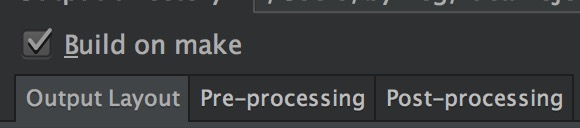 Build on make
Output Layout Pre-processing Post-processing